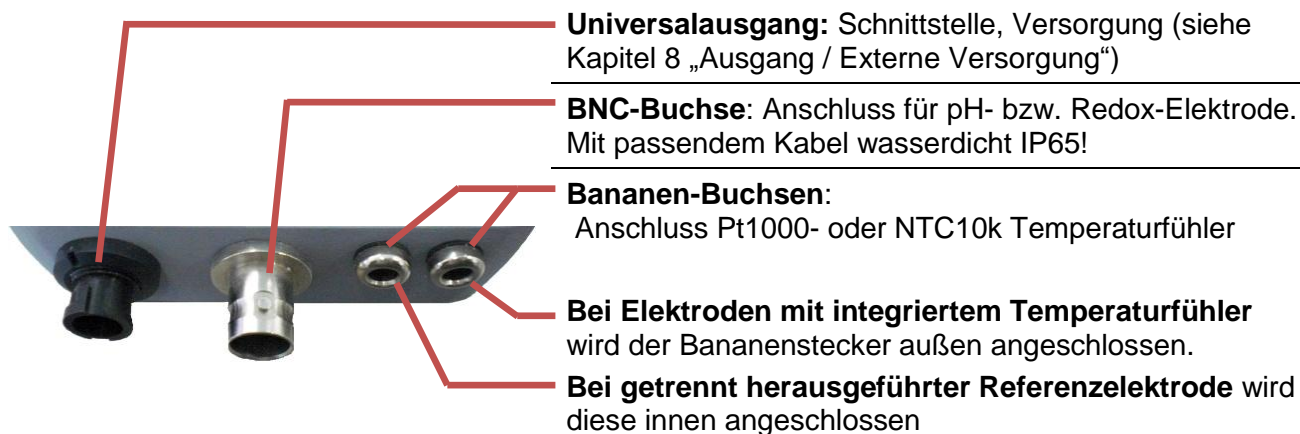 Universalausgang: Schnittstelle, Versorgung (siehe
Kapitel 8 „Ausgang / Externe Versorgung“)
BNC-Buchse: Anschluss für pH- bzw. Redox-Elektrode.
Mit passendem Kabel wasserdicht IP65!
Bananen-Buchsen:
Anschluss Pt1000- oder NTC10k Temperaturfühler
Bei Elektroden mit integriertem Temperaturfühler
wird der Bananenstecker außen angeschlossen.
Bei getrennt herausgeführter Referenzelektrode wird
diese innen angeschlossen